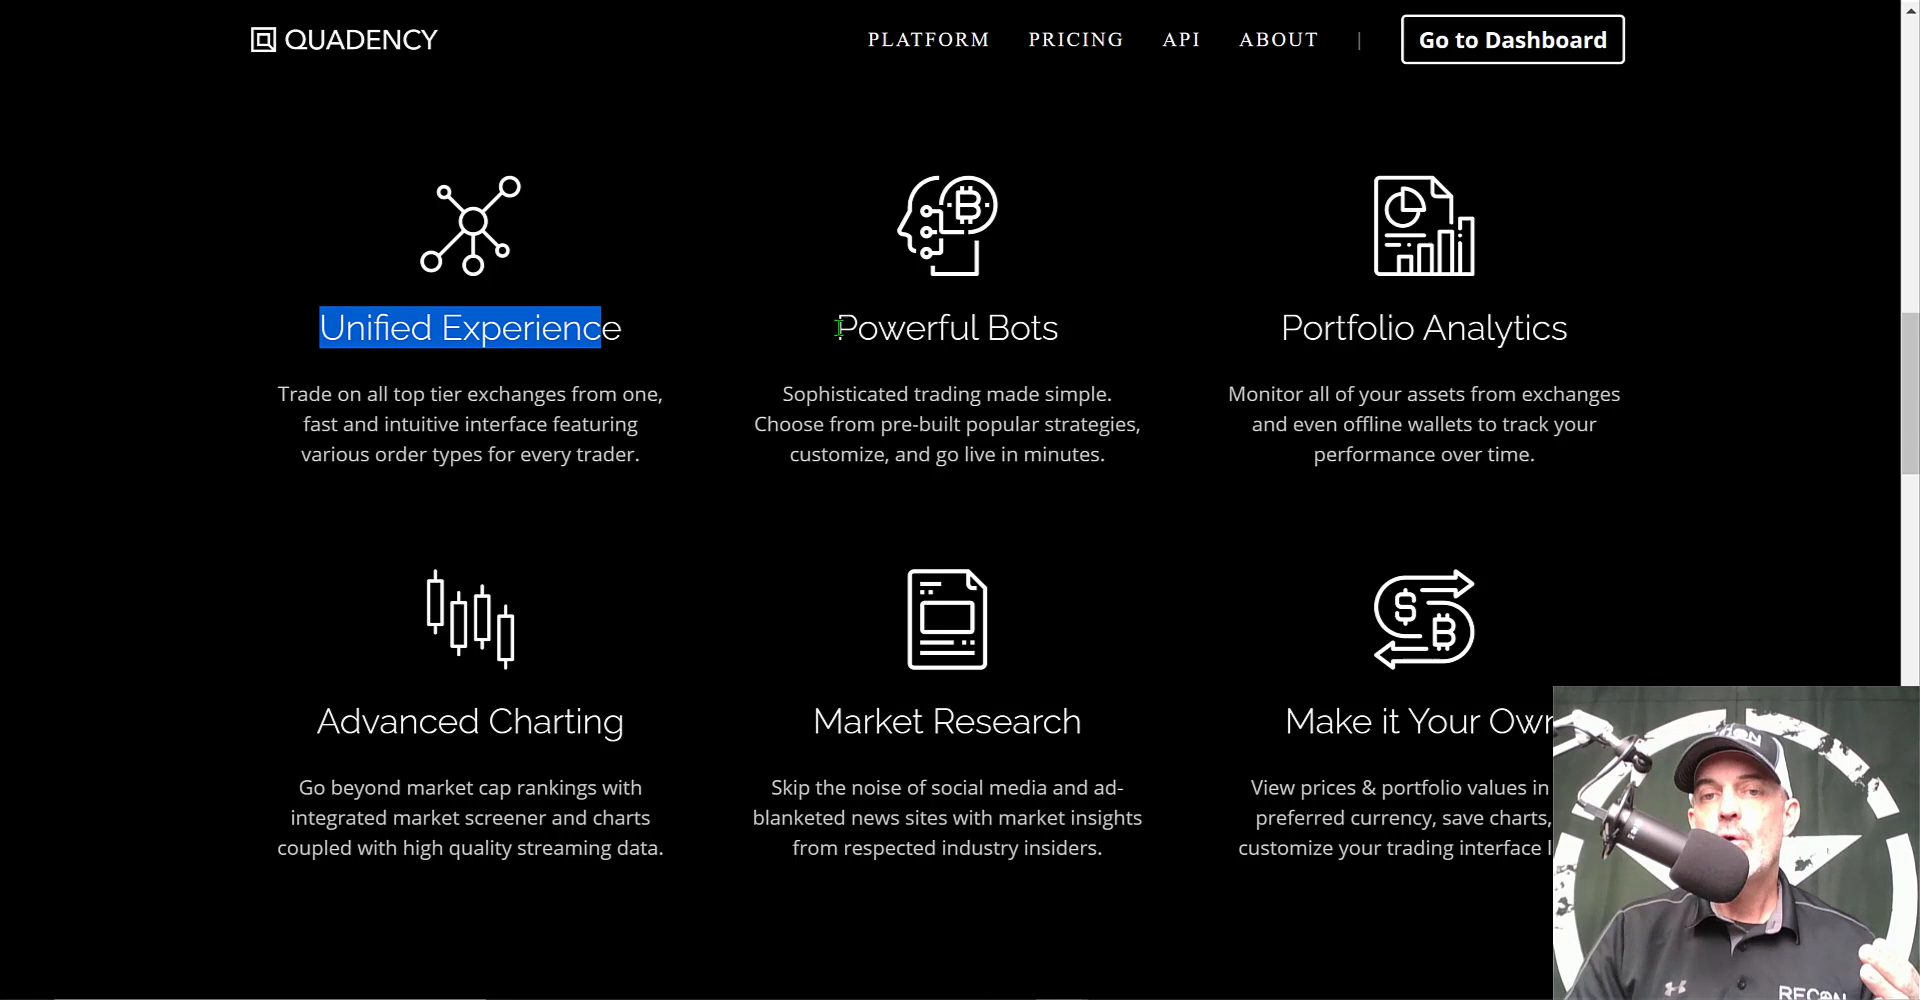 QUADENCY
PLATFORM PRICING API ABOUT | Go to Dashboard
Unified Experience
Powerful Bots
Portfolio Analytics
Trade on all top tier exchanges from one,
fast and intuitive interface featuring
various order types for every trader.
Sophisticated trading made simple.
Choose from pre-built popular strategies,
customize, and go live in minutes.
Monitor all of your assets from exchanges
and even offline wallets to track your
performance over time.
Advanced Charting
Market Research
Make it Your Own
Go beyond market cap rankings with
integrated market screener and charts
coupled with high quality streaming data.
Skip the noise of social media and ad-
blanketed news sites with market insights
from respected industry insiders.
View prices & portfolio values in
preferred currency, save charts,
customize your trading interface
RECON